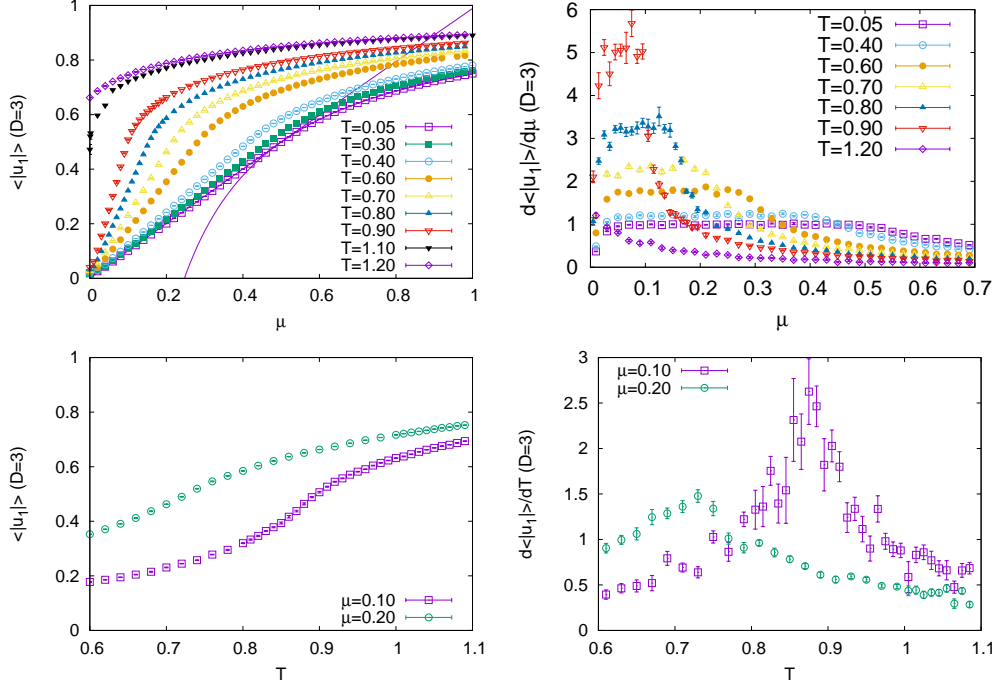 <|u₁|> (D=3)
1
0.8
0.6
0.4
0.2
0
0 0.2 0.4 0.6 0.8 1
μ
T=0.05
T=0.30
T=0.40
T=0.60
T=0.70
T=0.80
T=0.90
T=1.10
T=1.20
d<|u₁|>/dμ (D=3)
6
5
4
3
2
1
0
0 0.1 0.2 0.3 0.4 0.5 0.6 0.7
μ
T=0.05
T=0.40
T=0.60
T=0.70
T=0.80
T=0.90
T=1.20
<|u₁|> (D=3)
1
0.8
0.6
0.4
0.2
0
0.6 0.7 0.8 0.9 1 1.1
T
μ=0.10
μ=0.20
d<|u₁|>/dT (D=3)
3
2.5
2
1.5
1
0.5
0
0.6 0.7 0.8 0.9 1 1.1
T
μ=0.10
μ=0.20